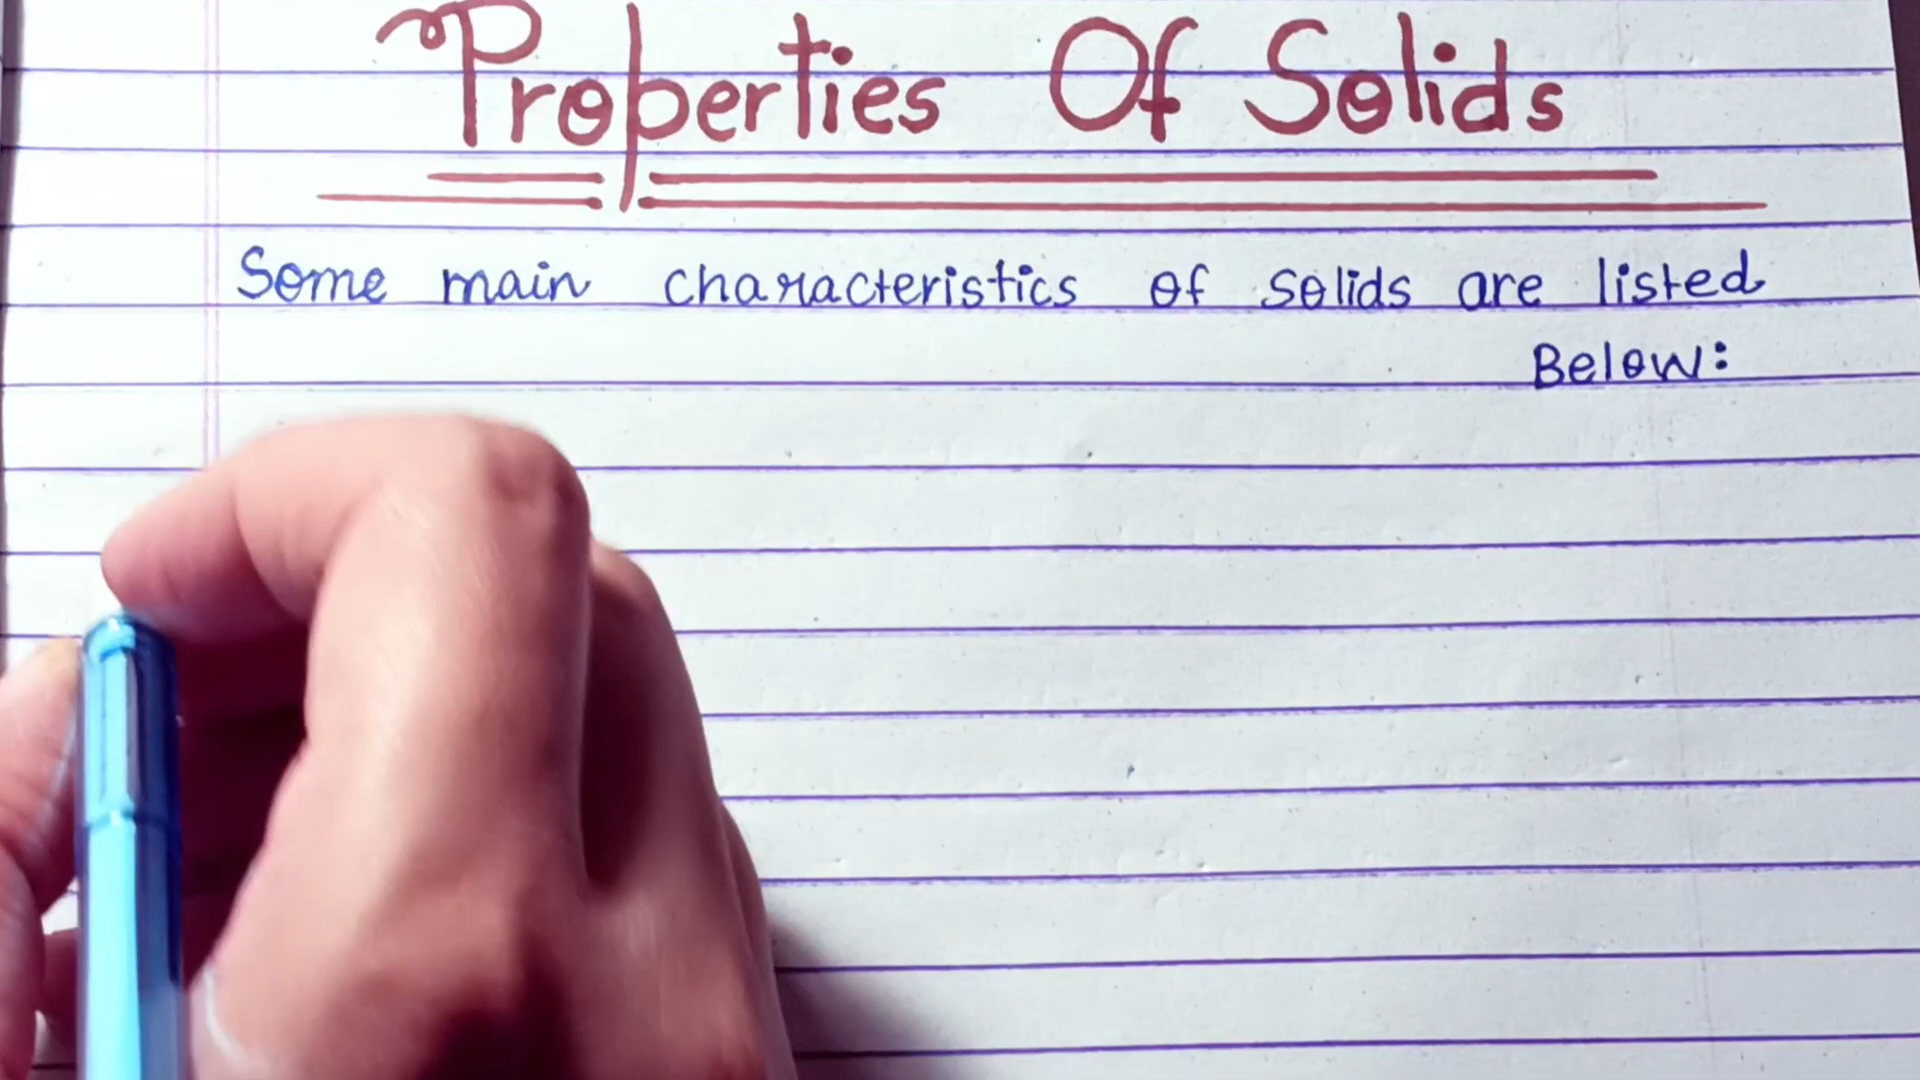 Properties Of Solids
Some main characteristics of solids are listed
Below: